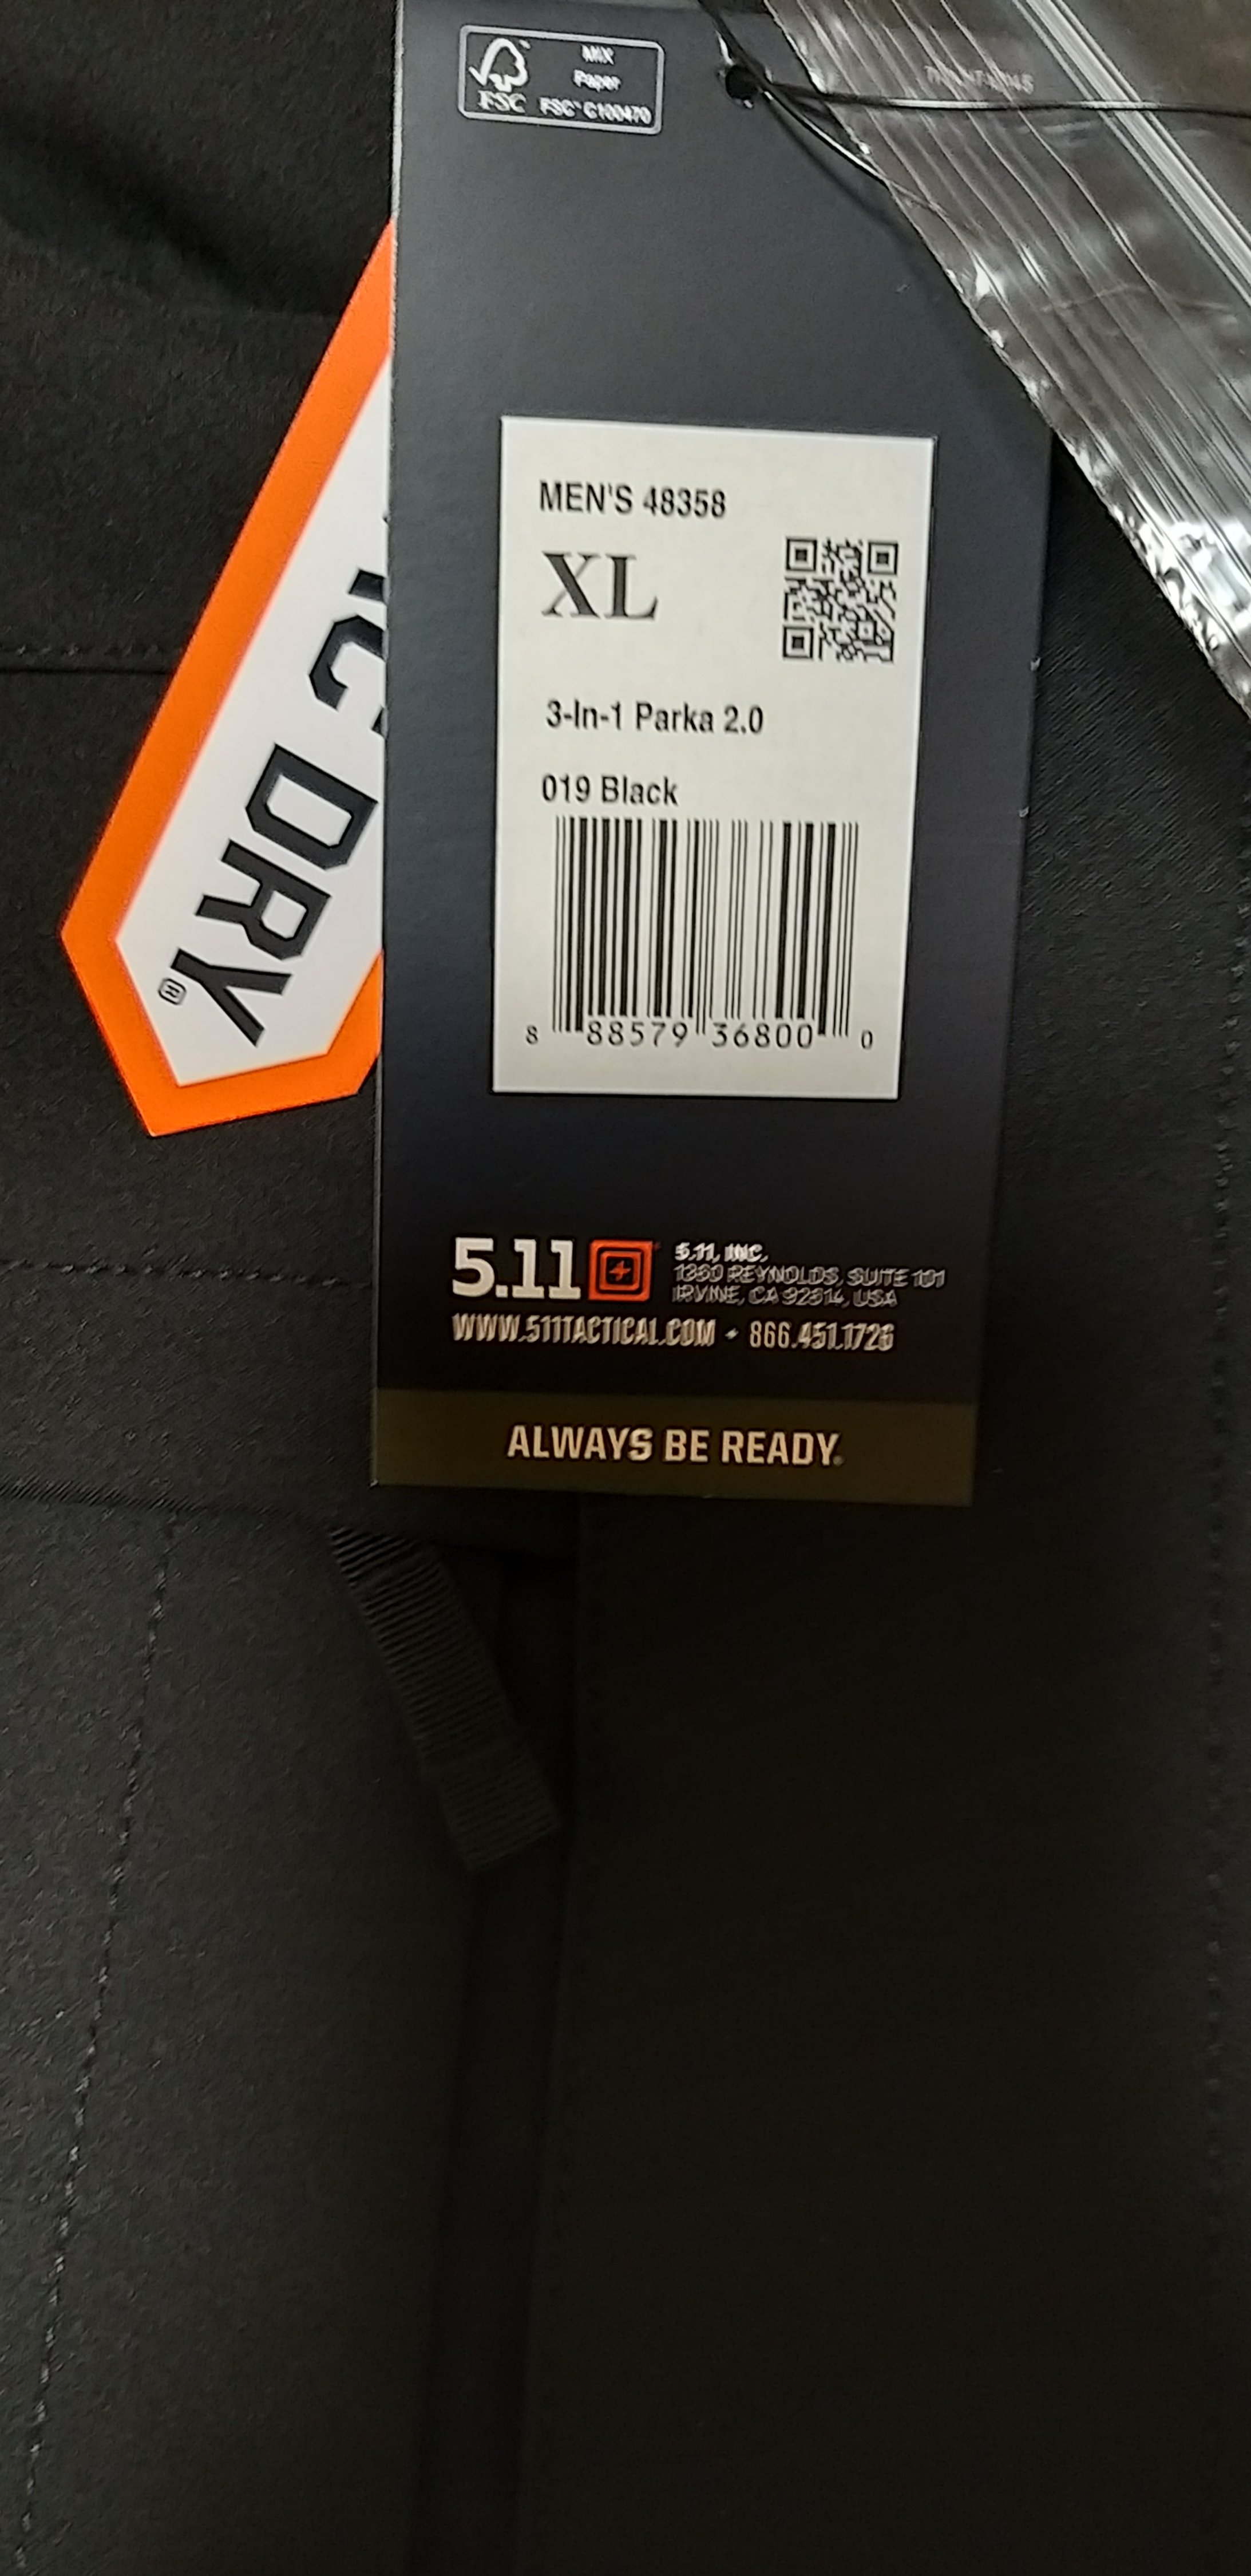 MIX
Paper
FSC FSC™ C100470
MEN'S 48358
XL
3-In-1 Parka 2.0
019 Black
8 88579 36800 0
DRY®
5.11
5.11, INC.
1360 REYNOLDS, SUITE 101
IRVINE, CA 92614, USA
WWW.511TACTICAL.COM • 866.451.1726
ALWAYS BE READY.